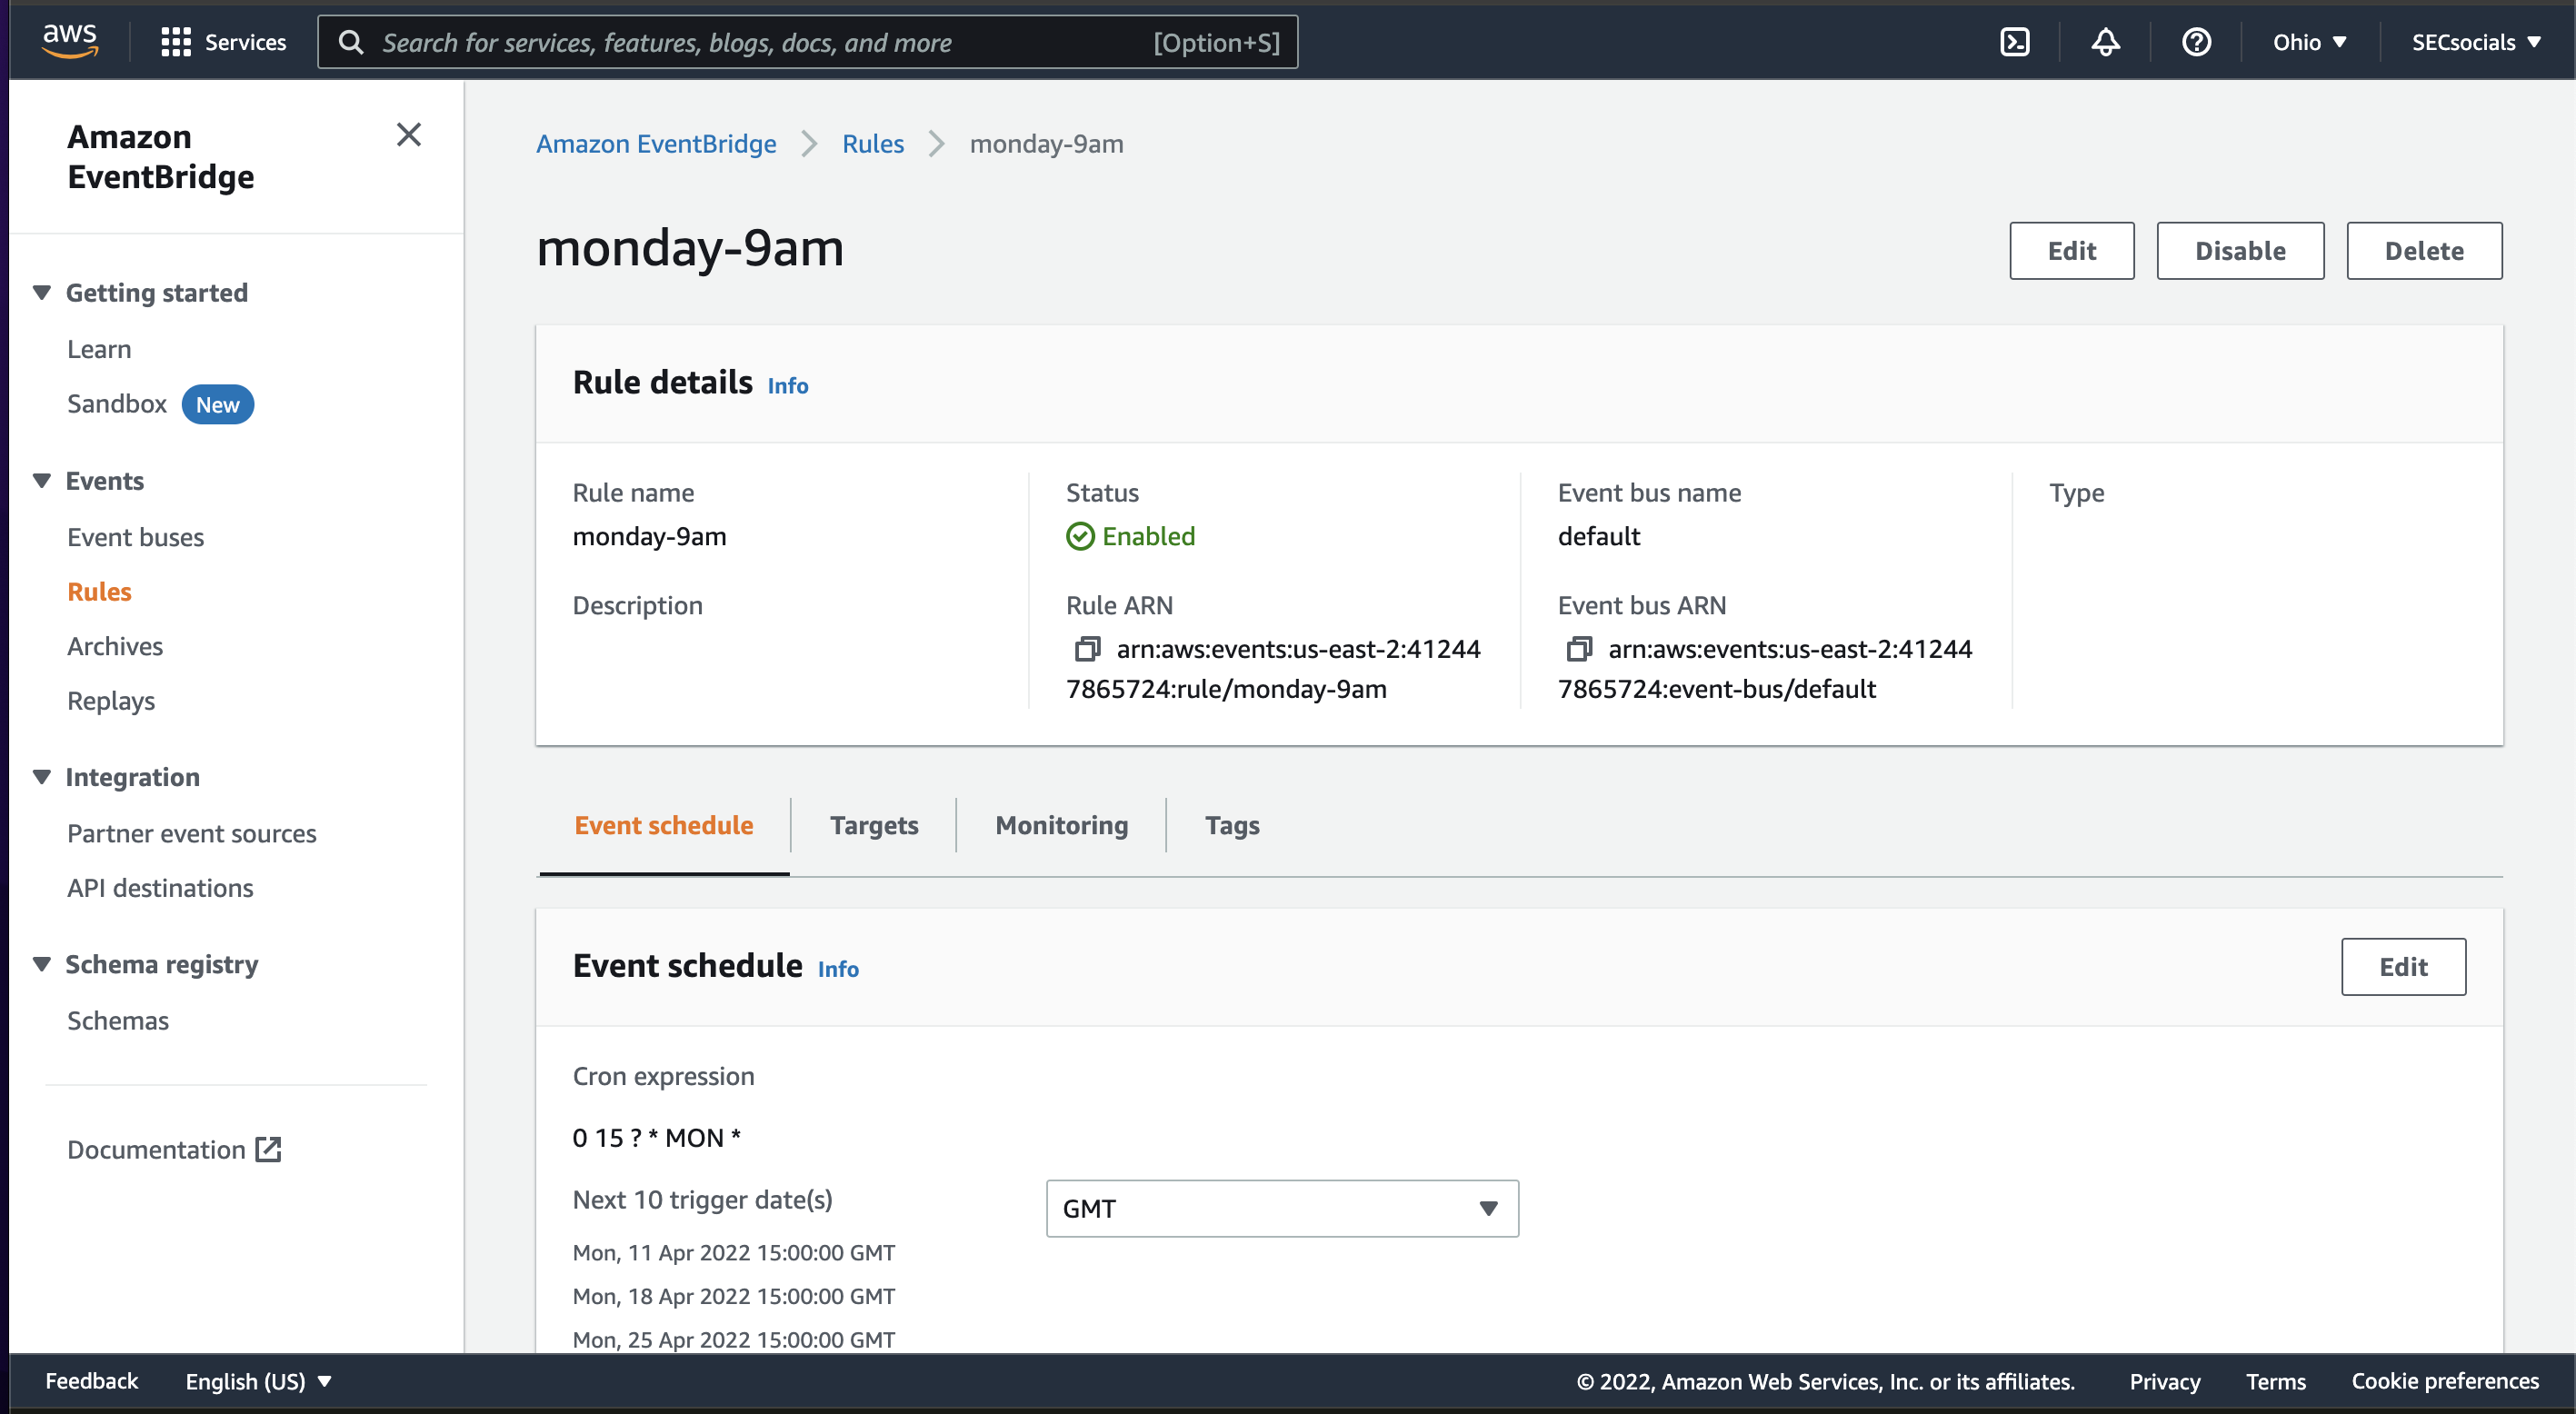 aws
Services
Search for services, features, blogs, docs, and more
[Option+S]
Ohio
SECsocials
Amazon
EventBridge
Getting started
Learn
Sandbox New
Events
Event buses
Rules
Archives
Replays
Integration
Partner event sources
API destinations
Schema registry
Schemas
Documentation
Amazon EventBridge
Rules
monday-9am
monday-9am
Edit
Disable
Delete
Rule details Info
Rule name
monday-9am
Description
Status
Enabled
Rule ARN
arn:aws:events:us-east-2:41244
7865724:rule/monday-9am
Event bus name
default
Event bus ARN
arn:aws:events:us-east-2:41244
7865724:event-bus/default
Type
Event schedule
Targets
Monitoring
Tags
Event schedule Info
Edit
Cron expression
0 15 ? * MON *
Next 10 trigger date(s)
GMT
Mon, 11 Apr 2022 15:00:00 GMT
Mon, 18 Apr 2022 15:00:00 GMT
Mon, 25 Apr 2022 15:00:00 GMT
Feedback
English (US)
© 2022, Amazon Web Services, Inc. or its affiliates.
Privacy
Terms
Cookie preferences